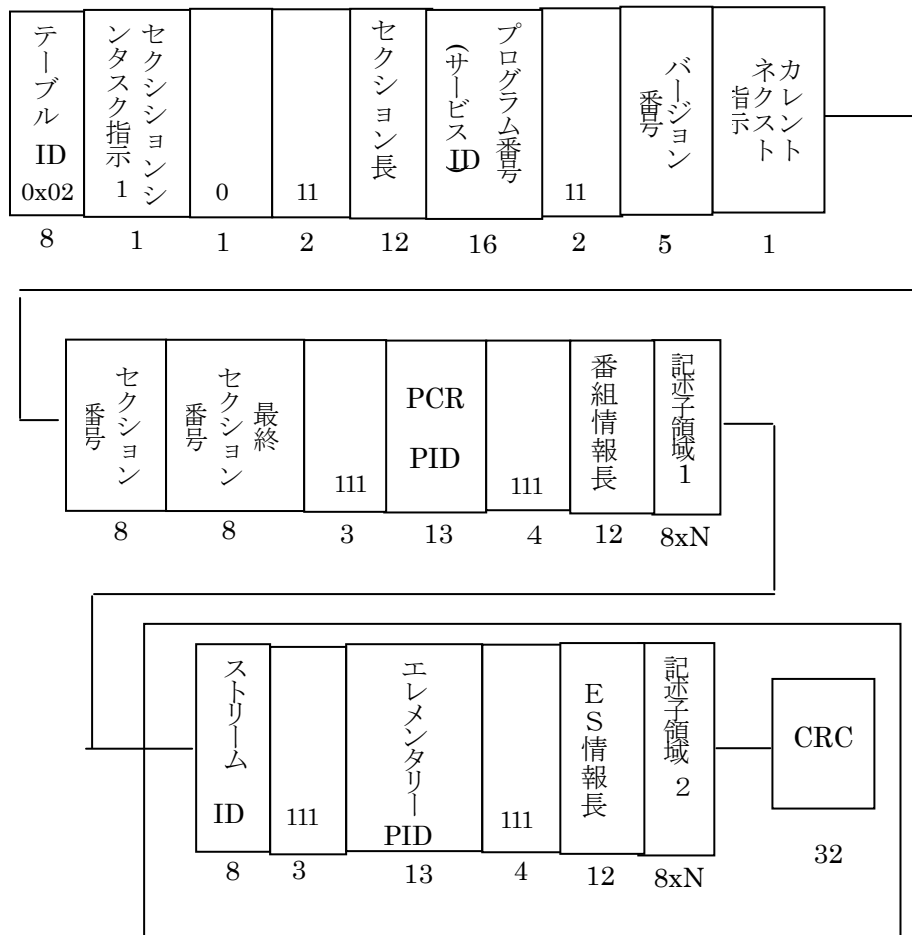 テーブル
ID
0x02
セクションシ
ンタスク指示
1
0
11
セクション長
プログラム番号
(サービス
ID
)
11
バージョン
番号
カレント
ネクスト
指示
8
1
1
2
12
16
2
5
1
セクション
番号
最終
セクション
番号
111
PCR
PID
111
番組情報長
記述子領域1
8
8
3
13
4
12
8xN
ストリーム
ID
111
エレメンタリー
PID
111
ES情報長
記述子領域 2
CRC
8
3
13
4
12
8xN
32